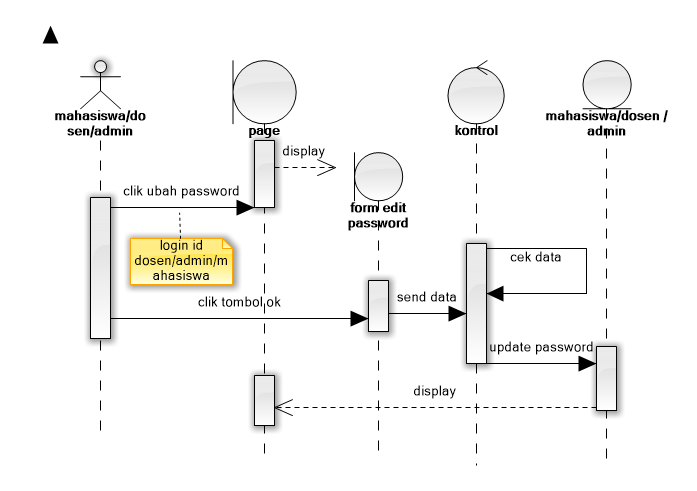 mahasiswa/do
sen/admin
page
kontrol
mahasiswa/dosen /
admin
display
form edit
password
clik ubah password
login id
dosen/admin/m
ahasiswa
cek data
send data
clik tombol ok
update password
display